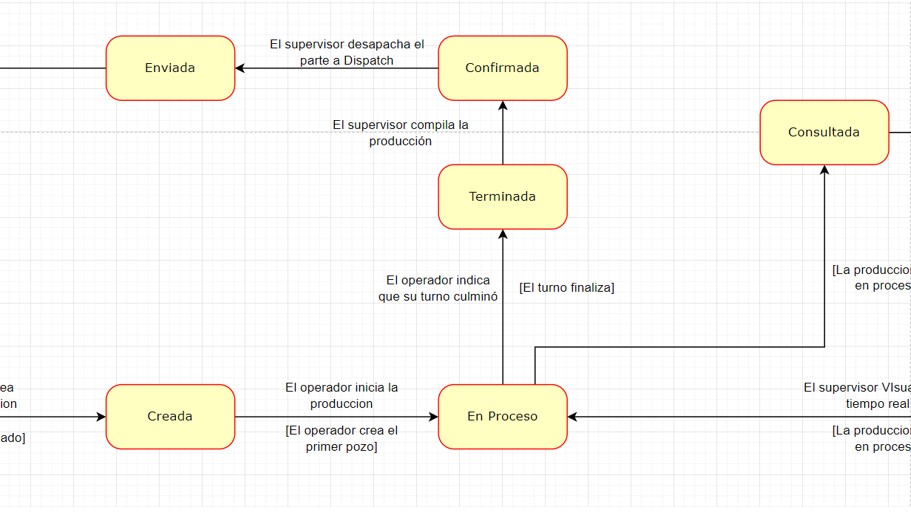 Enviada
El supervisor desapacha el
parte a Dispatch
Confirmada
El supervisor compila la
producción
Consultada
Terminada
El operador indica
que su turno culminó
[El turno finaliza]
[La produccion
en proces
ea
ion
ado]
Creada
El operador inicia la
produccion
[El operador crea el
primer pozo]
En Proceso
El supervisor VIsua
tiempo real
[La produccion
en proces